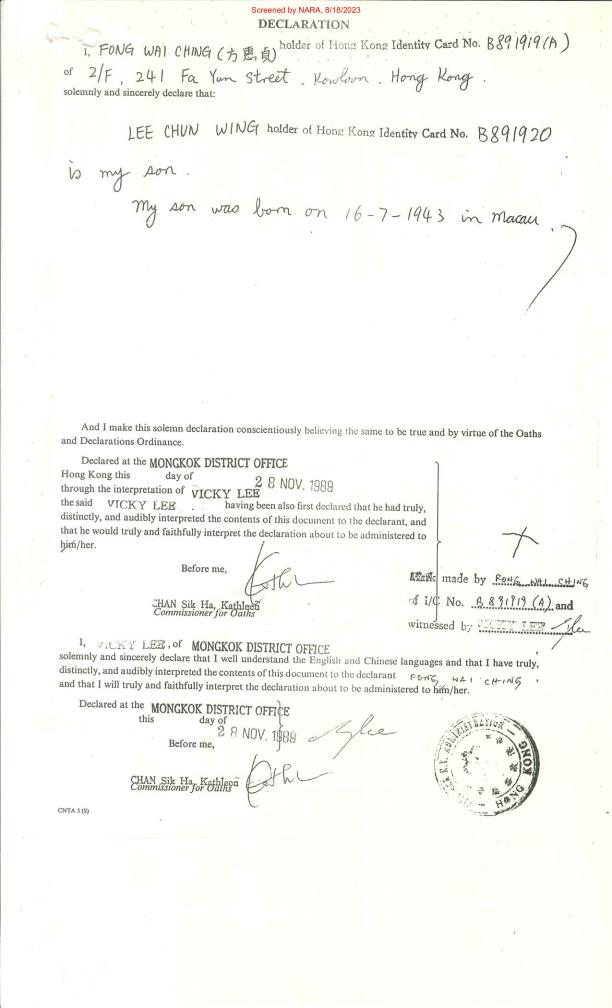 Screened by NARA, 8/18/2023
DECLARATION
I, FONG WAI CHING (方惠貞) holder of Hong Kong Identity Card No. B891919(A)
of 2/F, 241 Fa Yun Street, Kowloon, Hong Kong.
solemnly and sincerely declare that:
LEE CHUN WING holder of Hong Kong Identity Card No. B891920
is my son.
My son was born on 16-7-1943 in Macau.
And I make this solemn declaration conscientiously believing the same to be true and by virtue of the Oaths
and Declarations Ordinance.
Declared at the MONGKOK DISTRICT OFFICE
Hong Kong this day of 28 NOV. 1989
through the interpretation of VICKY LEE
the said VICKY LEE having been also first declared that he had truly,
distinctly, and audibly interpreted the contents of this document to the declarant, and
that he would truly and faithfully interpret the declaration about to be administered to
him/her.
Before me,
CHAN Sik Ha, Kathleen
Commissioner for Oaths
made by FONG WAI CHING
of I/C No. B891919(A) and
witnessed by VICKY LEE
I, VICKY LEE, of MONGKOK DISTRICT OFFICE
solemnly and sincerely declare that I well understand the English and Chinese languages and that I have truly,
distinctly, and audibly interpreted the contents of this document to the declarant FONG WAI CHING,
and that I will truly and faithfully interpret the declaration about to be administered to him/her.
Declared at the MONGKOK DISTRICT OFFICE
this day of
28 NOV. 1989
Before me,
CHAN Sik Ha, Kathleen
Commissioner for Oaths
ADMINISTRATION
HONG KONG
CNTA 5 (S)